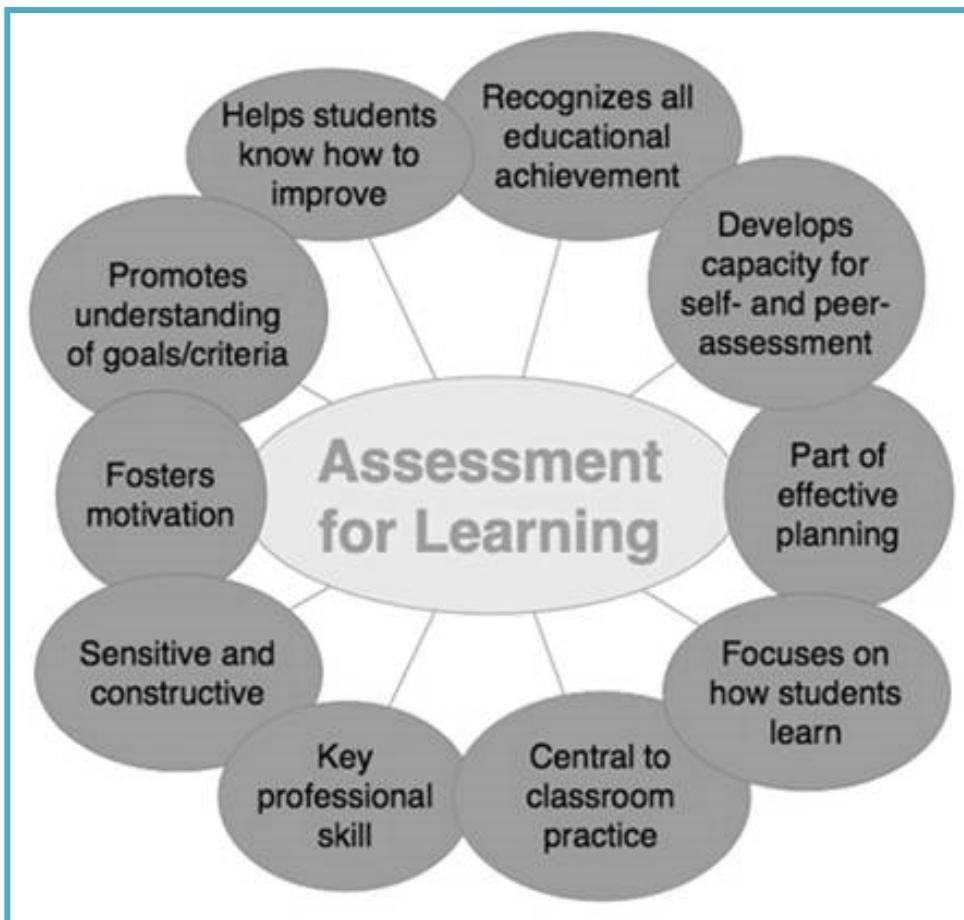 Assessment
for Learning
Recognizes all
educational
achievement
Develops
capacity for
self- and peer-
assessment
Part of
effective
planning
Focuses on
how students
learn
Central to
classroom
practice
Key
professional
skill
Sensitive and
constructive
Fosters
motivation
Promotes
understanding
of goals/criteria
Helps students
know how to
improve